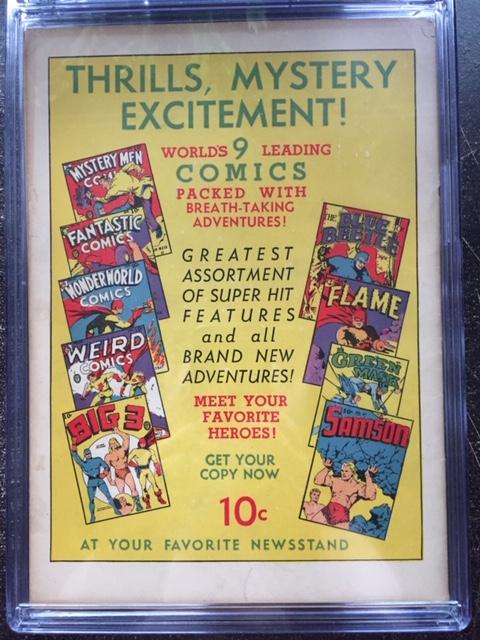 THRILLS, MYSTERY
EXCITEMENT!
WORLD'S 9 LEADING
COMICS
PACKED WITH
BREATH-TAKING
ADVENTURES!
MYSTERY MEN
FANTASTIC
COMICS
WONDERWORLD
COMICS
WEIRD
COMICS
BIG 3
GREATEST
ASSORTMENT
OF SUPER HIT
FEATURES
and all
BRAND NEW
ADVENTURES!
MEET YOUR
FAVORITE
HEROES!
GET YOUR
COPY NOW
10c
THE BLUE
BEETLE
THE FLAME
GREEN
MASK
SAMSON
AT YOUR FAVORITE NEWSSTAND